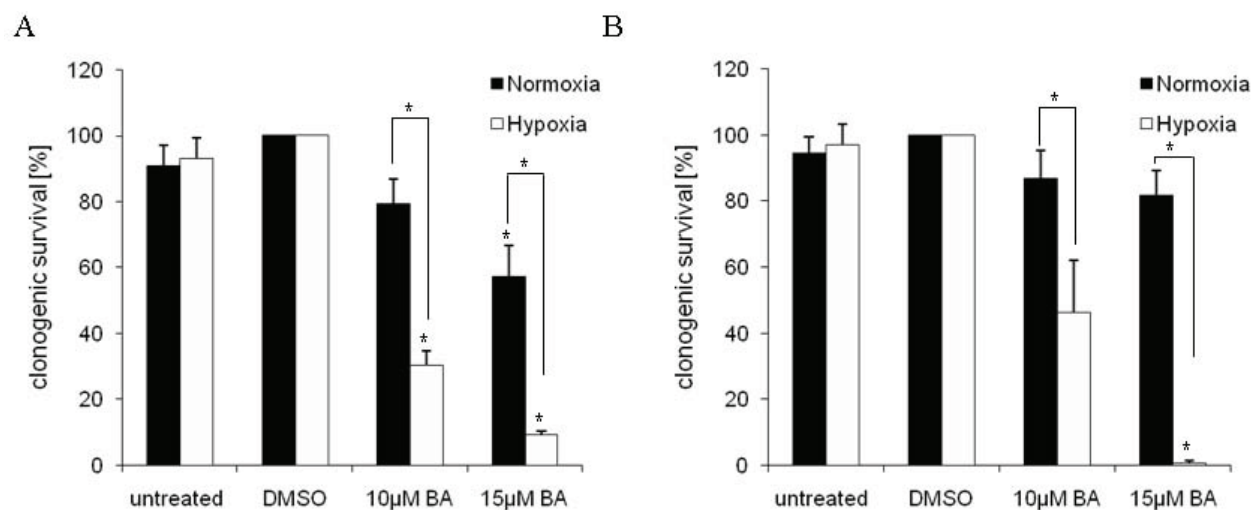 A
120
100
80
60
40
20
0
clonogenic survival [%]
Normoxia
Hypoxia
*
*
*
*
*
untreated
DMSO
10µM BA
15µM BA
B
120
100
80
60
40
20
0
clonogenic survival [%]
Normoxia
Hypoxia
*
*
*
untreated
DMSO
10µM BA
15µM BA